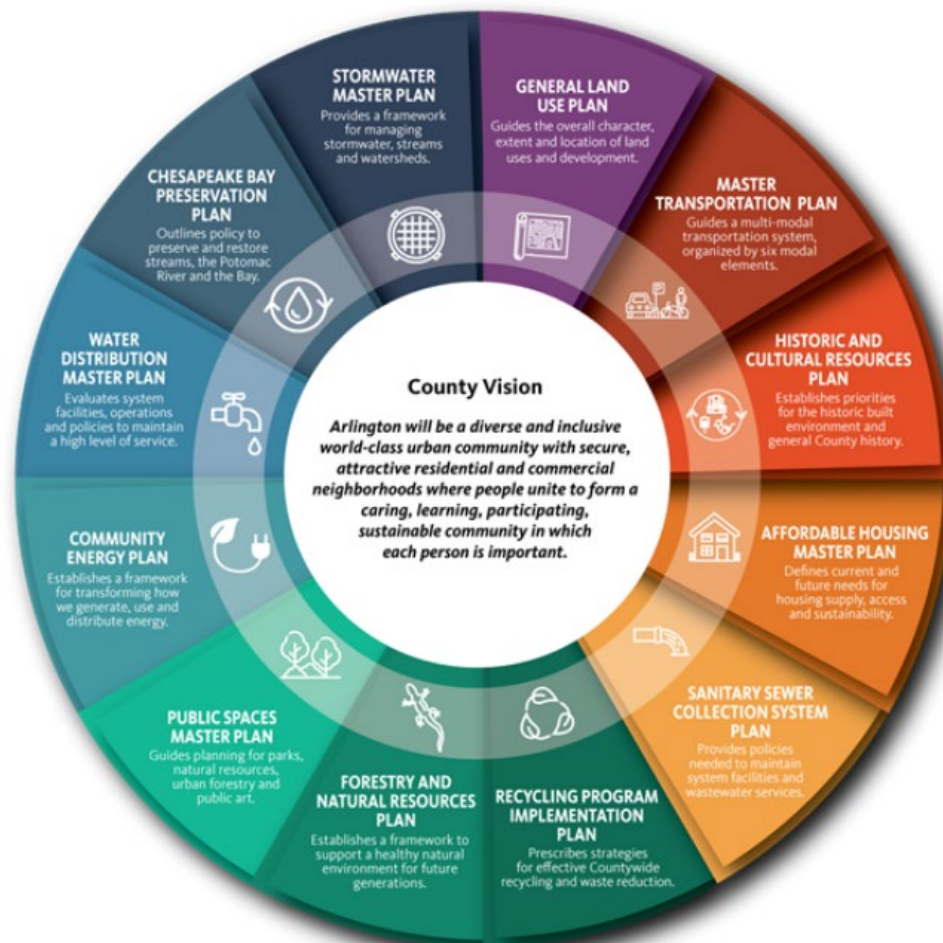 STORMWATER
MASTER PLAN
Provides a framework
for managing
stormwater, streams
and watersheds.
GENERAL LAND
USE PLAN
Guides the overall character,
extent and location of land
uses and development.
MASTER
TRANSPORTATION PLAN
Guides a multi-modal
transportation system,
organized by six modal
elements.
HISTORIC AND
CULTURAL RESOURCES
PLAN
Establishes priorities
for the historic built
environment and
general County history.
AFFORDABLE HOUSING
MASTER PLAN
Defines current and
future needs for
housing supply, access
and sustainability.
SANITARY SEWER
COLLECTION SYSTEM
PLAN
Provides policies
needed to maintain
system facilities and
wastewater services.
RECYCLING PROGRAM
IMPLEMENTATION
PLAN
Prescribes strategies
for effective Countywide
recycling and waste reduction.
FORESTRY AND
NATURAL RESOURCES
PLAN
Establishes a framework to
support a healthy natural
environment for future
generations.
PUBLIC SPACES
MASTER PLAN
Guides planning for parks,
natural resources,
urban forestry and
public art.
COMMUNITY
ENERGY PLAN
Establishes a framework
for transforming how
we generate, use and
distribute energy.
WATER
DISTRIBUTION
MASTER PLAN
Evaluates system
facilities, operations
and policies to maintain
a high level of service.
CHESAPEAKE BAY
PRESERVATION
PLAN
Outlines policy to
preserve and restore
streams, the Potomac
River and the Bay.
County Vision
Arlington will be a diverse and inclusive
world-class urban community with secure,
attractive residential and commercial
neighborhoods where people unite to form a
caring, learning, participating,
sustainable community in which
each person is important.